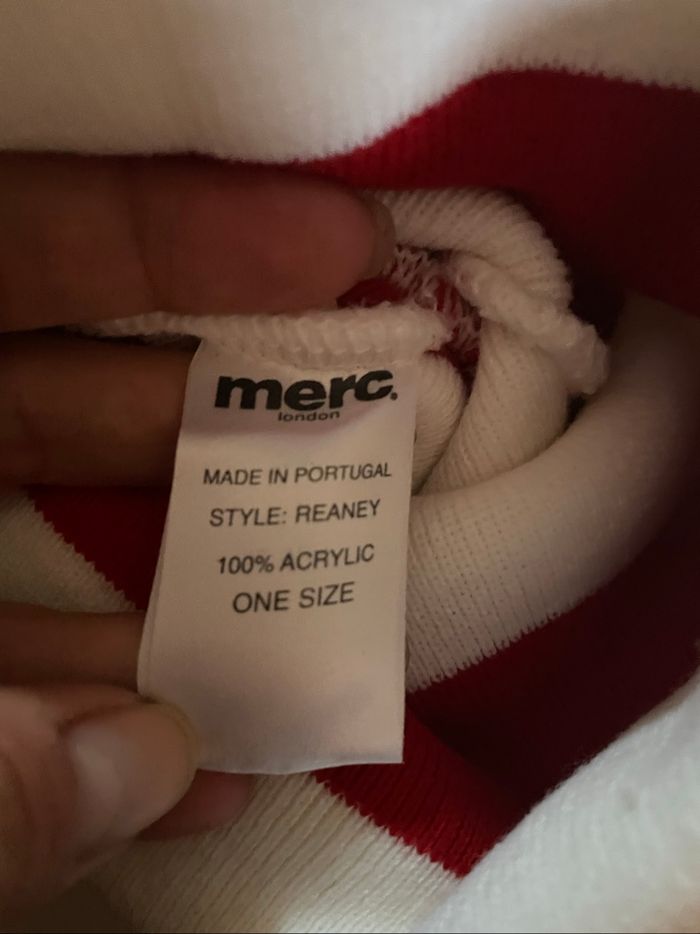 merc.
london
MADE IN PORTUGAL
STYLE: REANEY
100% ACRYLIC
ONE SIZE